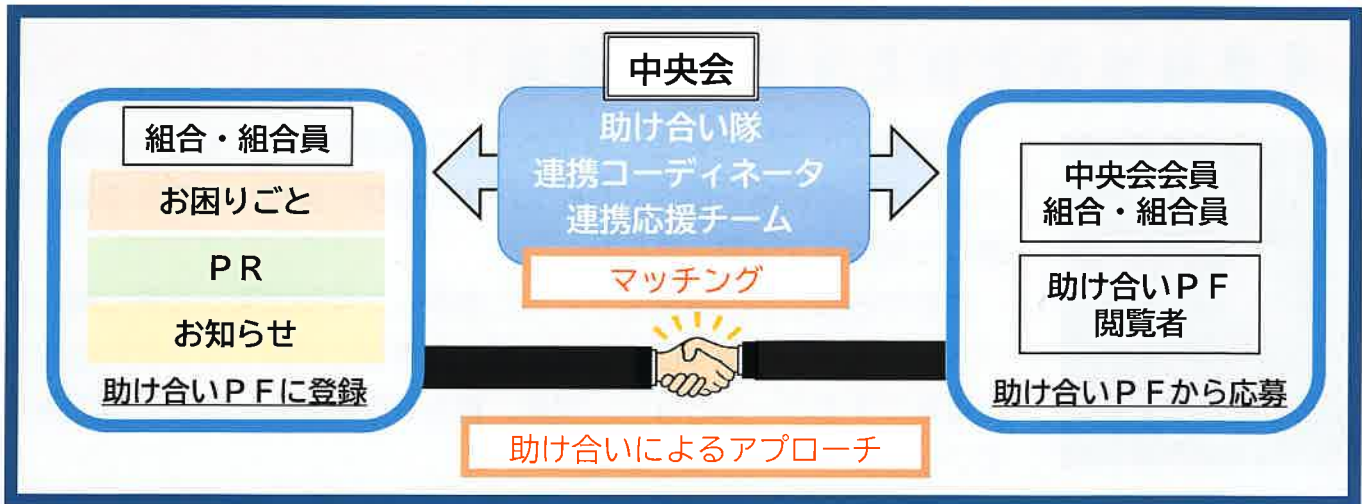 中央会
助け合い隊
連携コーディネータ
連携応援チーム
マッチング
組合・組合員
お困りごと
ＰＲ
お知らせ
助け合いＰＦに登録
中央会会員
組合・組合員
助け合いＰＦ
閲覧者
助け合いＰＦから応募
助け合いによるアプローチ